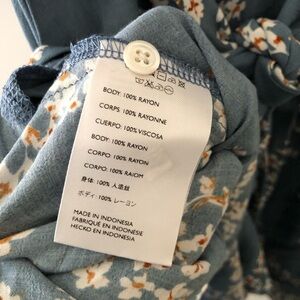 BODY: 100% RAYON
CORPS: 100% RAYONNE
CUERPO: 100% VISCOSA
BODY: 100% RAYON
CORPO: 100% RAYON
CORPO: 100% RAIOM
身体: 100% 人造丝
ボディ: 100% レーヨン
MADE IN INDONESIA
FABRIQUÉ EN INDONÉSIE
HECHO EN INDONESIA